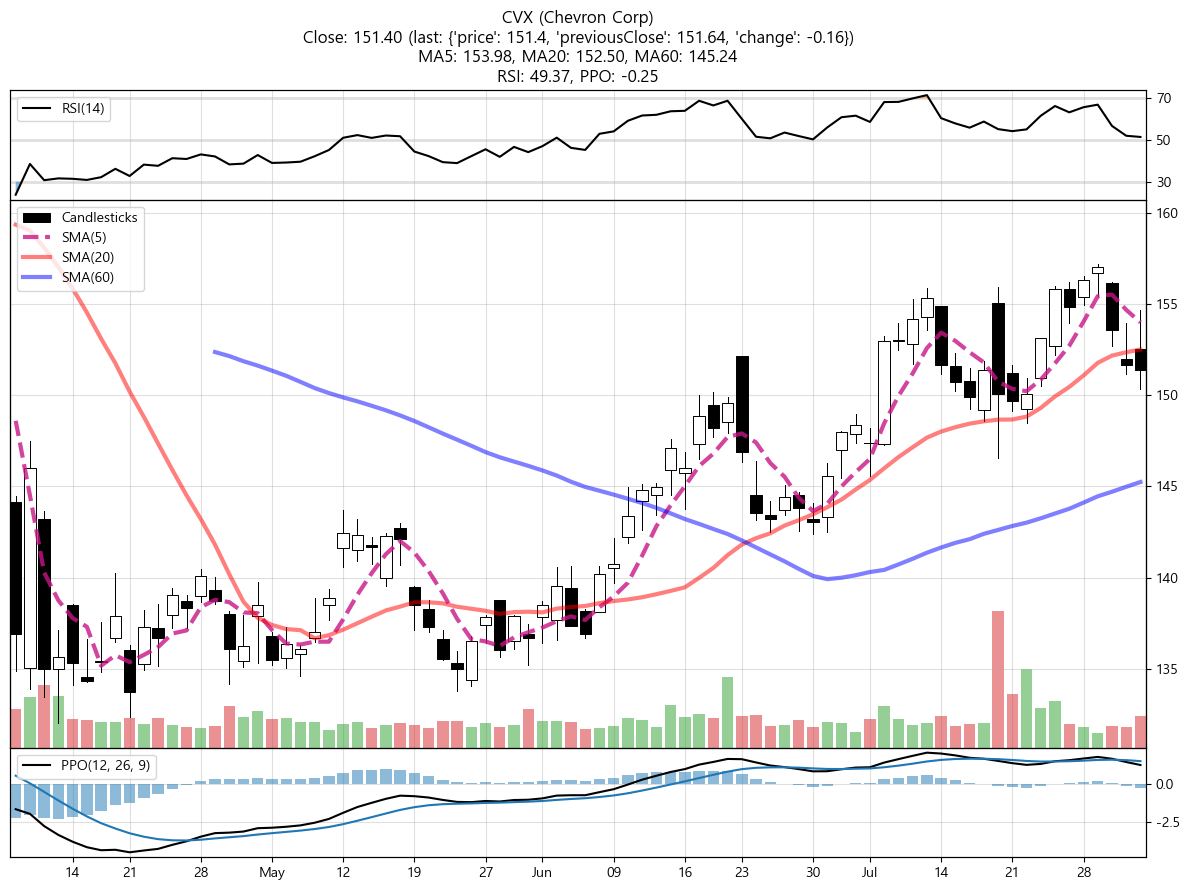 CVX (Chevron Corp)
Close: 151.40 (last: {'price': 151.4, 'previousClose': 151.64, 'change': -0.16})
MA5: 153.98, MA20: 152.50, MA60: 145.24
RSI: 49.37, PPO: -0.25
RSI(14)
70
50
30
Candlesticks
SMA(5)
SMA(20)
SMA(60)
160
155
150
145
140
135
PPO(12, 26, 9)
0.0
-2.5
14 21 28 May 12 19 27 Jun 09 16 23 30 Jul 14 21 28